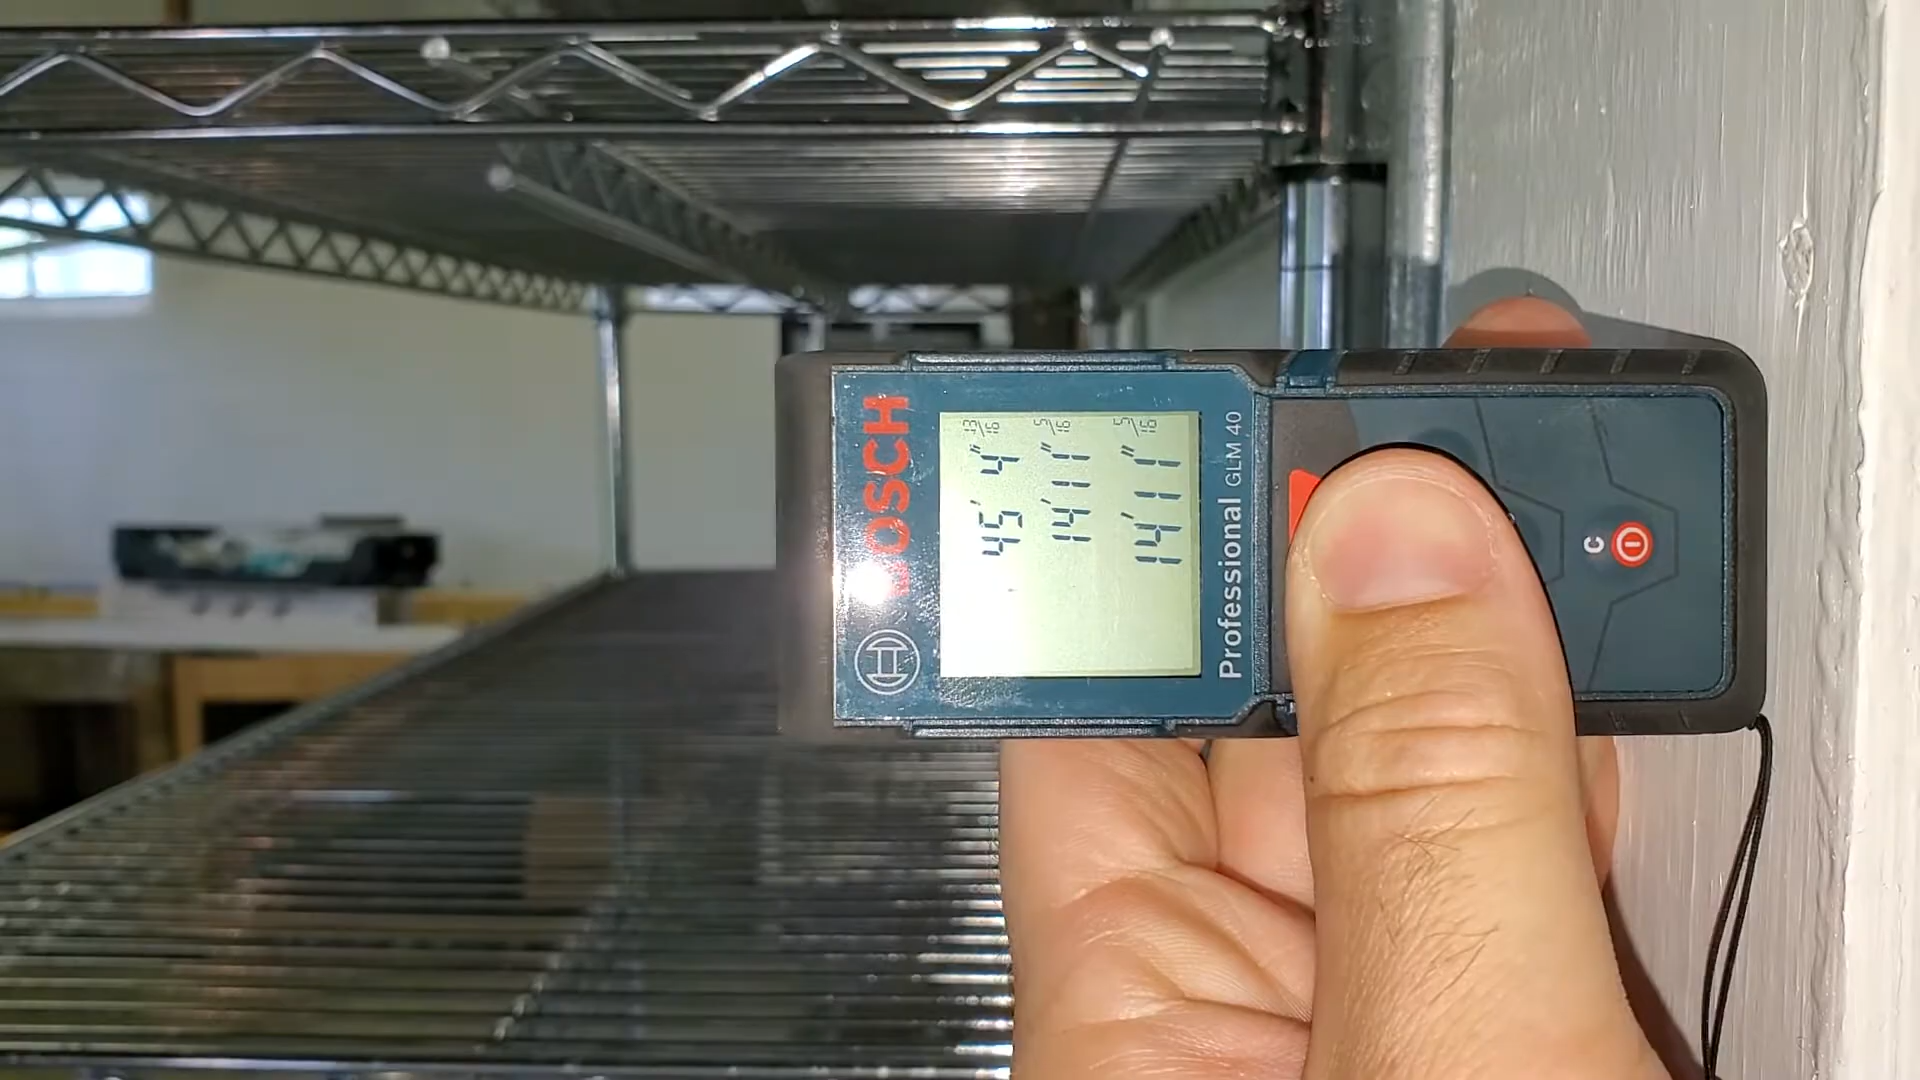 BOSCH
45' 4" 13/16
14' 11" 5/16
14' 11" 5/16
Professional GLM 40
C